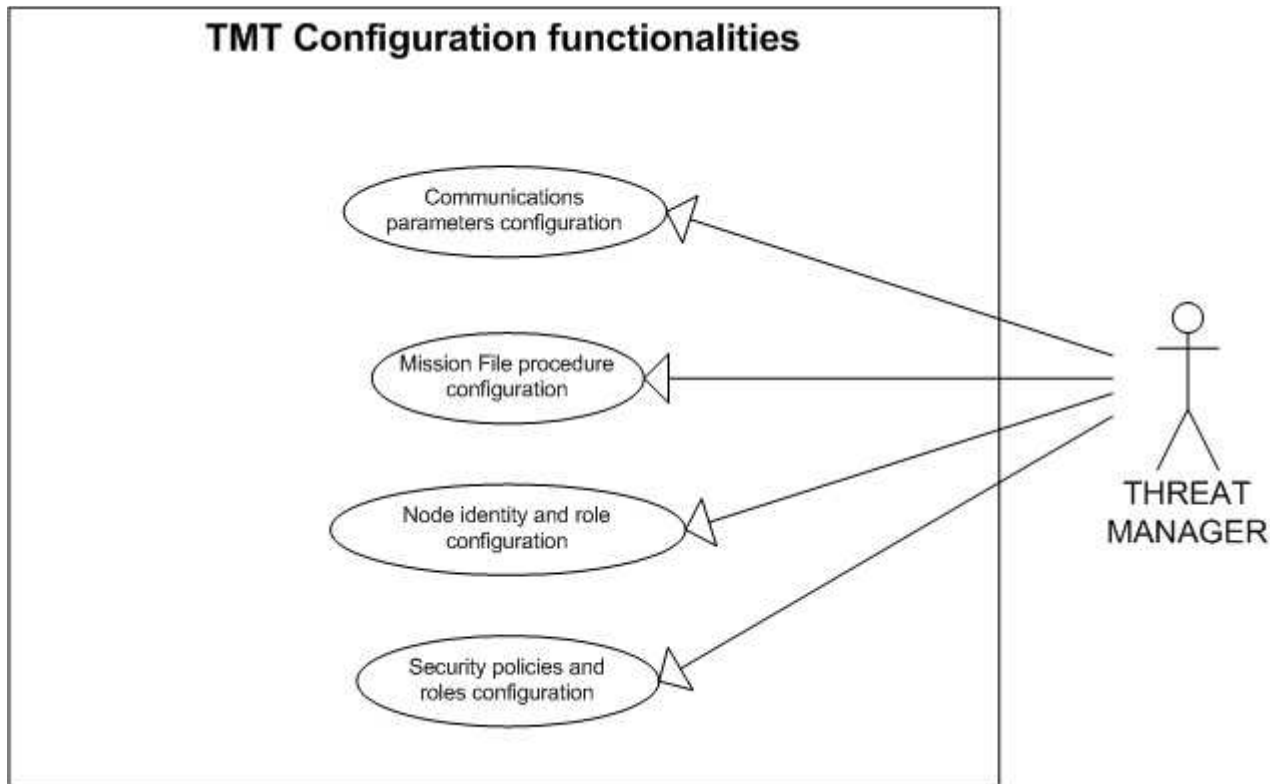 TMT Configuration functionalities
Communications
parameters configuration
Mission File procedure
configuration
Node identity and role
configuration
Security policies and
roles configuration
THREAT
MANAGER